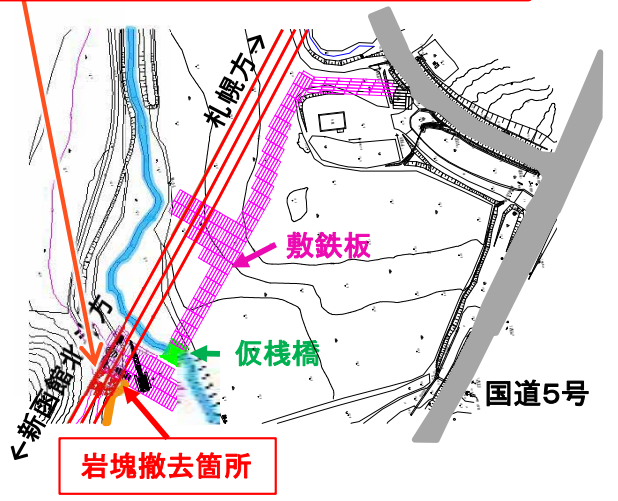 札幌方→
敷鉄板
仮桟橋
国道5号
←新函館北斗方
岩塊撤去箇所